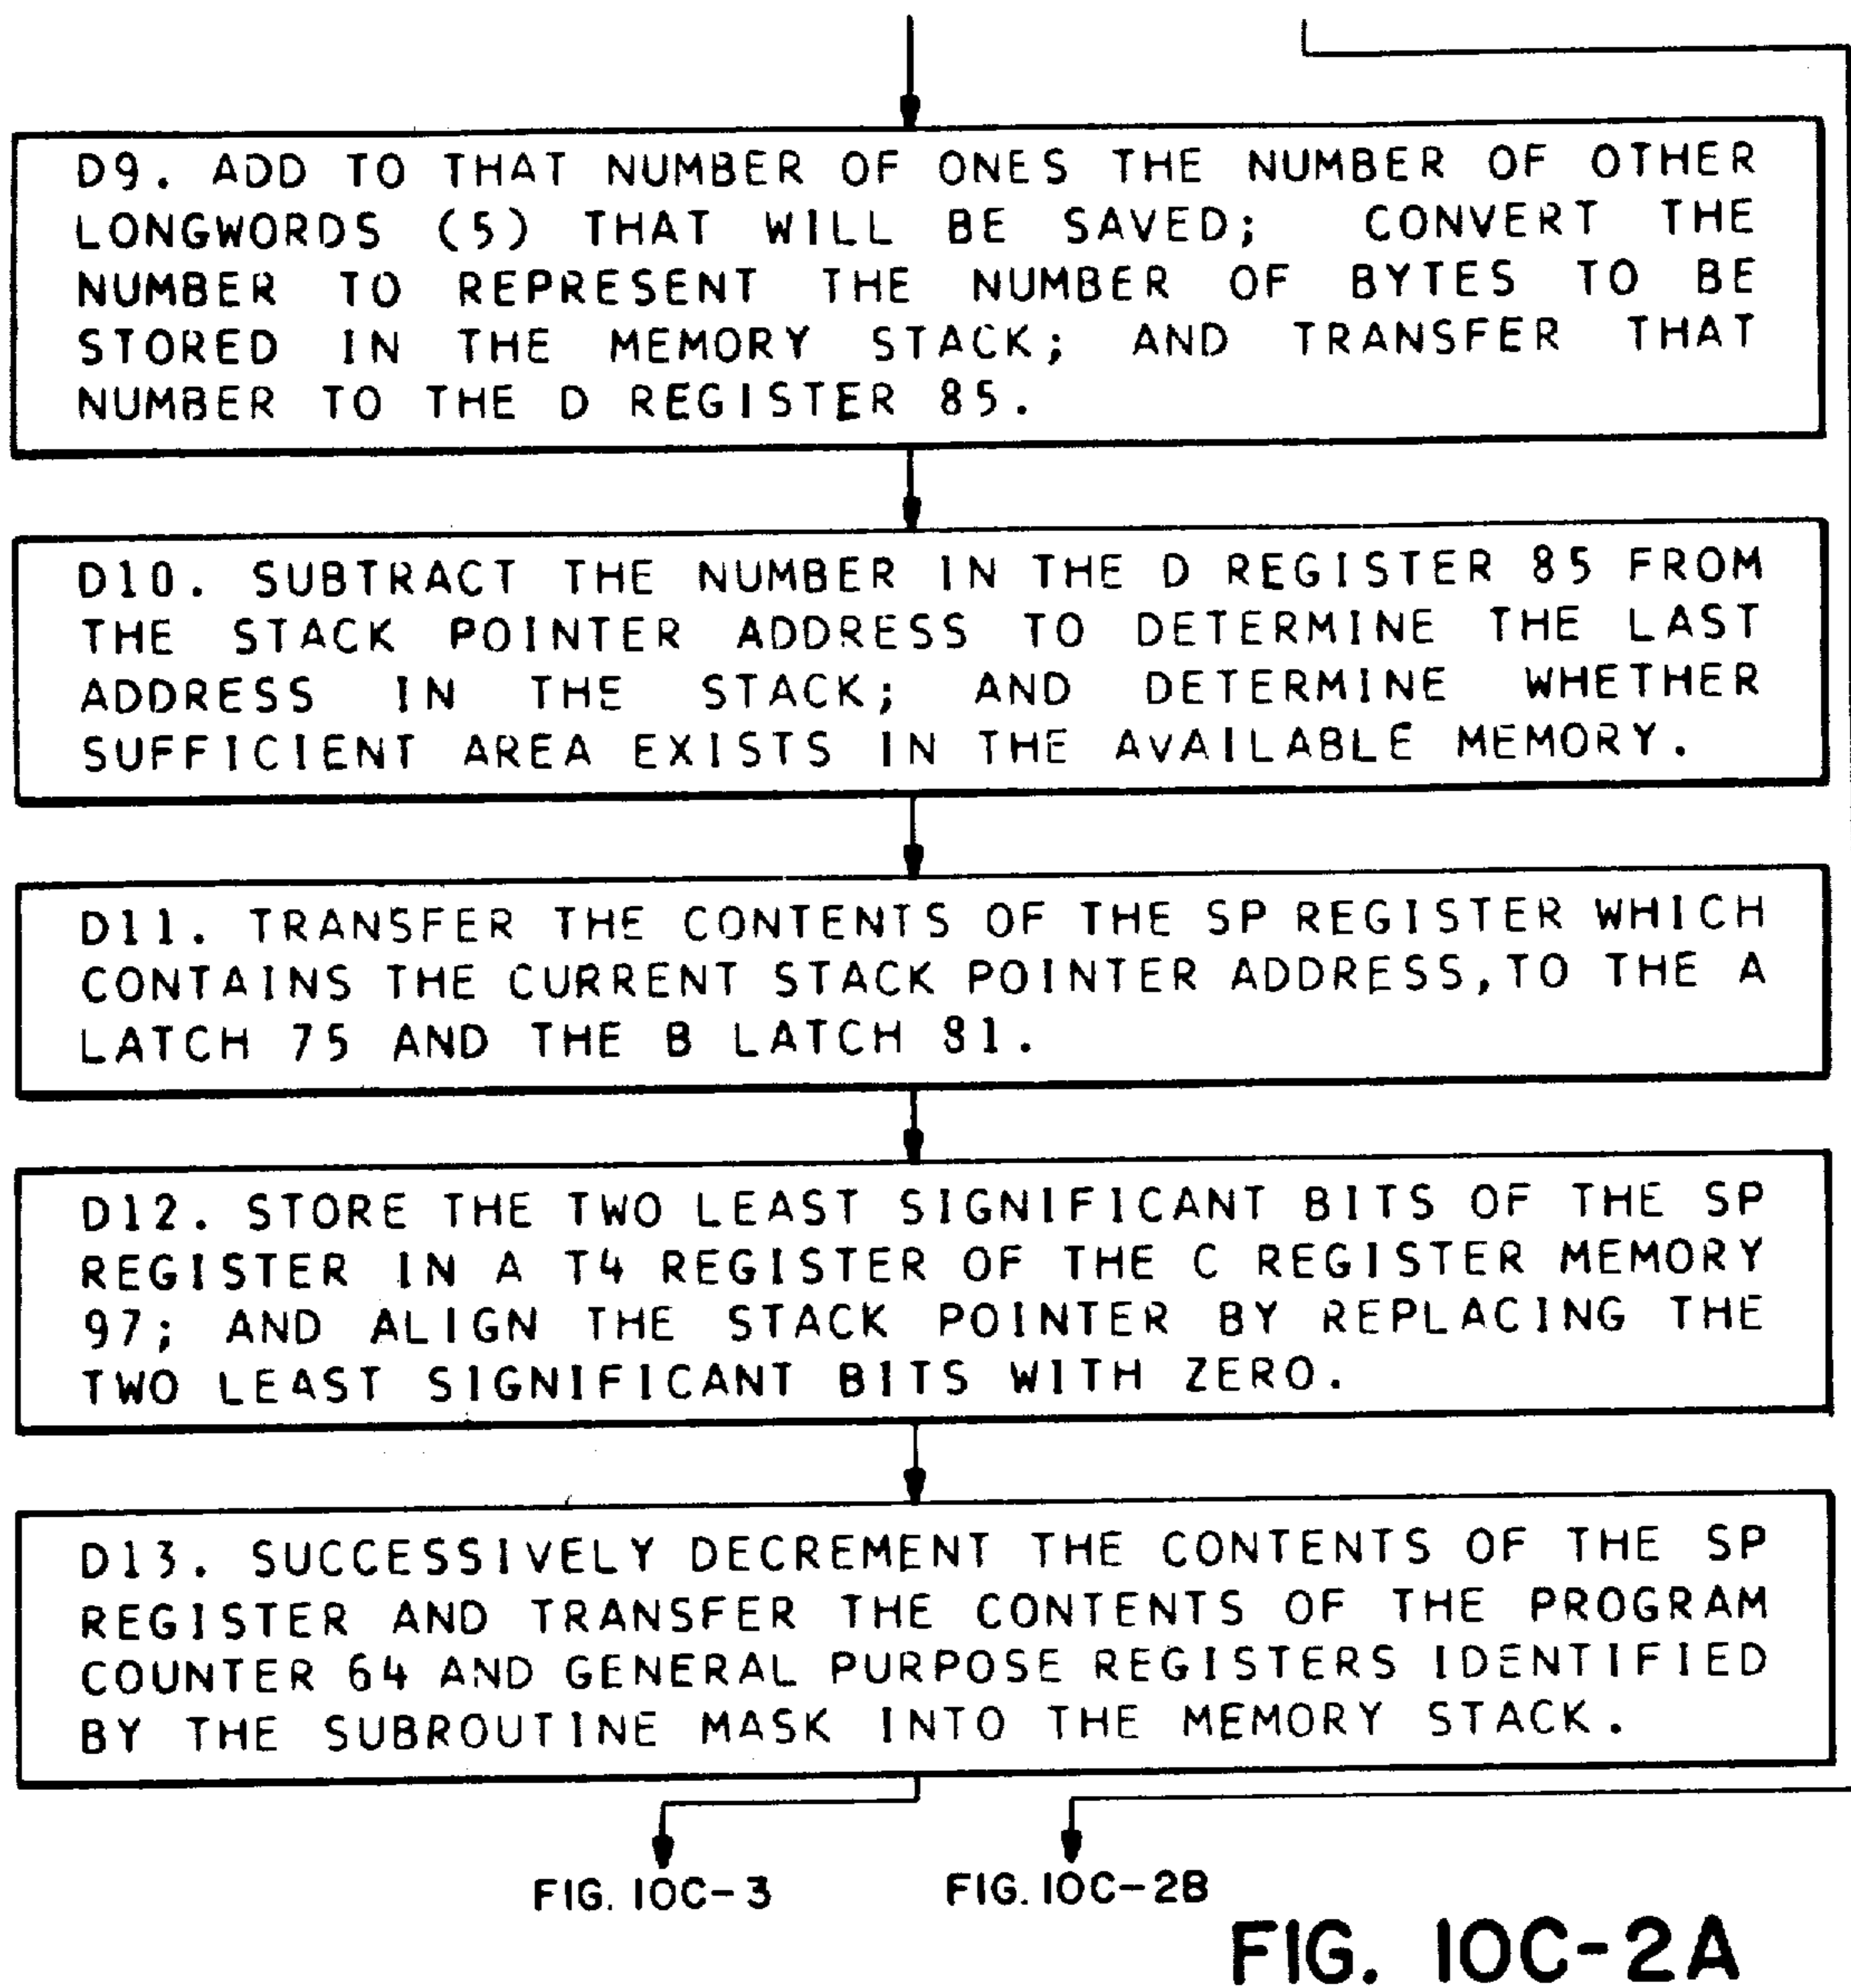 D9. ADD TO THAT NUMBER OF ONES THE NUMBER OF OTHER
LONGWORDS (5) THAT WILL BE SAVED; CONVERT THE
NUMBER TO REPRESENT THE NUMBER OF BYTES TO BE
STORED IN THE MEMORY STACK; AND TRANSFER THAT
NUMBER TO THE D REGISTER 85.
D10. SUBTRACT THE NUMBER IN THE D REGISTER 85 FROM
THE STACK POINTER ADDRESS TO DETERMINE THE LAST
ADDRESS IN THE STACK; AND DETERMINE WHETHER
SUFFICIENT AREA EXISTS IN THE AVAILABLE MEMORY.
D11. TRANSFER THE CONTENTS OF THE SP REGISTER WHICH
CONTAINS THE CURRENT STACK POINTER ADDRESS, TO THE A
LATCH 75 AND THE B LATCH 81.
D12. STORE THE TWO LEAST SIGNIFICANT BITS OF THE SP
REGISTER IN A T4 REGISTER OF THE C REGISTER MEMORY
97; AND ALIGN THE STACK POINTER BY REPLACING THE
TWO LEAST SIGNIFICANT BITS WITH ZERO.
D13. SUCCESSIVELY DECREMENT THE CONTENTS OF THE SP
REGISTER AND TRANSFER THE CONTENTS OF THE PROGRAM
COUNTER 64 AND GENERAL PURPOSE REGISTERS IDENTIFIED
BY THE SUBROUTINE MASK INTO THE MEMORY STACK.
FIG. 10C-3 FIG. 10C-2B
FIG. 10C-2A